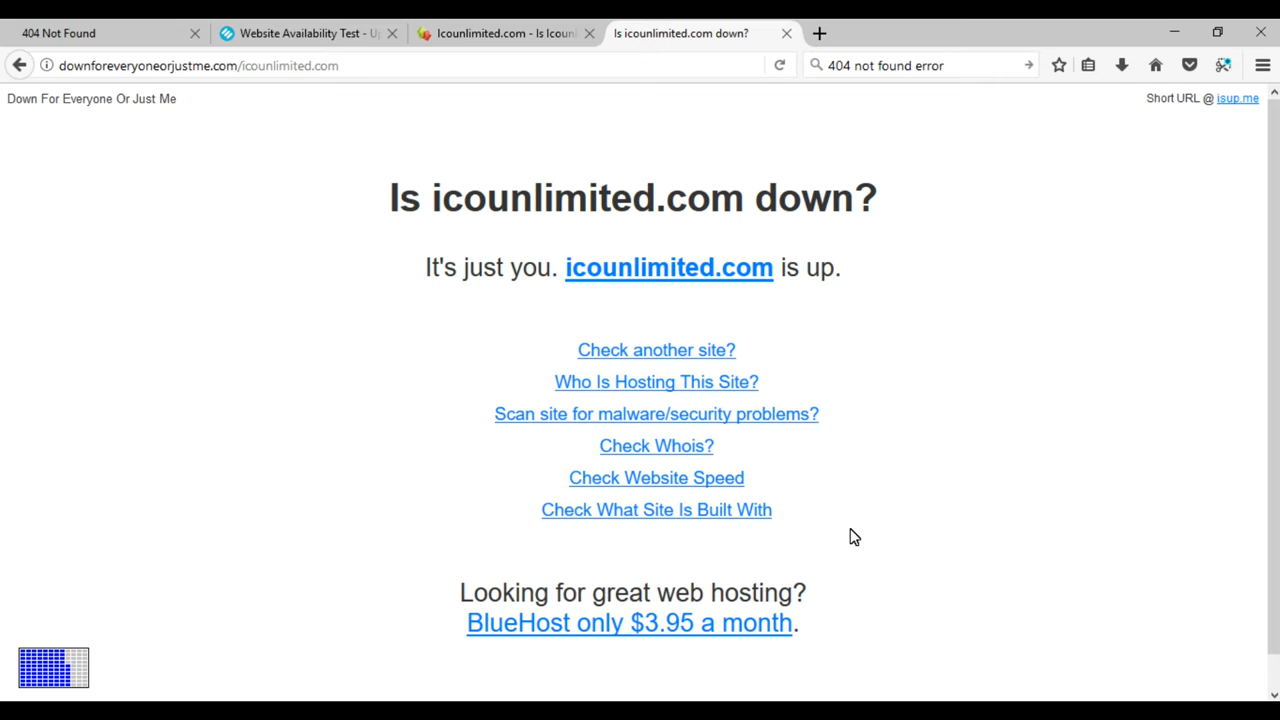 404 Not Found
Website Availability Test - Up
Icounlimited.com - Is Icoun
Is icounlimited.com down?
downforeveryoneorjustme.com/icounlimited.com
404 not found error
Down For Everyone Or Just Me
Short URL @ isup.me
Is icounlimited.com down?
It's just you. icounlimited.com is up.
Check another site?
Who Is Hosting This Site?
Scan site for malware/security problems?
Check Whois?
Check Website Speed
Check What Site Is Built With
Looking for great web hosting?
BlueHost only $3.95 a month.